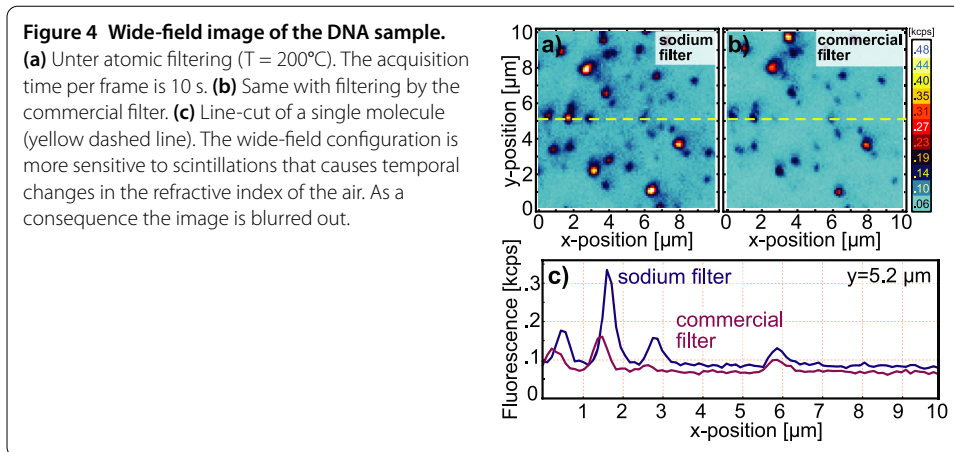 Figure 4 Wide-field image of the DNA sample.
(a) Unter atomic filtering (T = 200°C). The acquisition
time per frame is 10 s. (b) Same with filtering by the
commercial filter. (c) Line-cut of a single molecule
(yellow dashed line). The wide-field configuration is
more sensitive to scintillations that causes temporal
changes in the refractive index of the air. As a
consequence the image is blurred out.
a) sodium
filter
b) commercial
filter
[kcps]
.48
.44
.40
.35
.31
.27
.23
.19
.14
.10
.06
y-position [µm]
10
8
6
4
2
0
0 2 4 6 8
0 2 4 6 8 10
x-position [µm] x-position [µm]
c) sodium filter y=5.2 µm
commercial
filter
Fluorescence [kcps]
.3
.2
.1
0
1 2 3 4 5 6 7 8 9 10
x-position [µm]